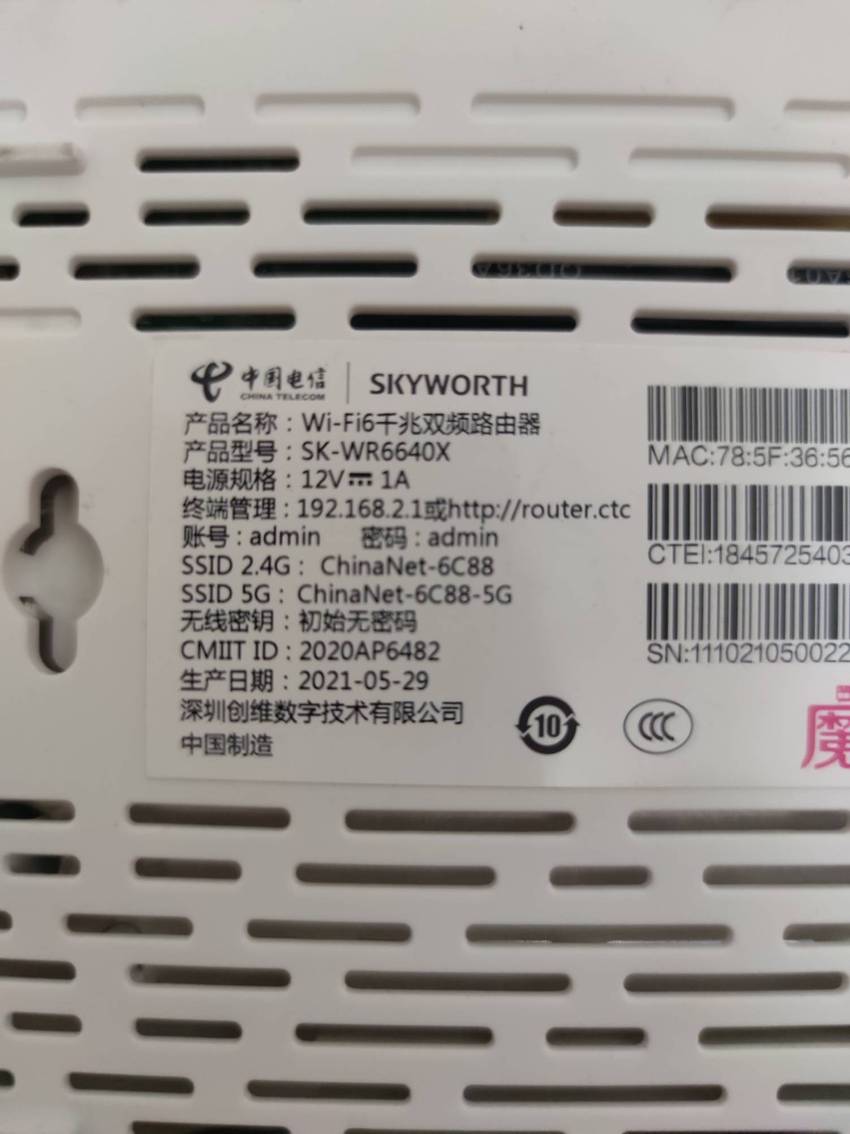 中国电信
CHINA TELECOM
SKYWORTH
产品名称：Wi-Fi6千兆双频路由器
产品型号：SK-WR6640X
电源规格：12V⎓1A
终端管理：192.168.2.1或http://router.ctc
账号：admin 密码：admin
SSID 2.4G： ChinaNet-6C88
SSID 5G： ChinaNet-6C88-5G
无线密钥：初始无密码
CMIIT ID：2020AP6482
生产日期：2021-05-29
深圳创维数字技术有限公司
中国制造
MAC:78:5F:36:56
CTEI:1845725403
SN:111021050022
10
CCC
魔